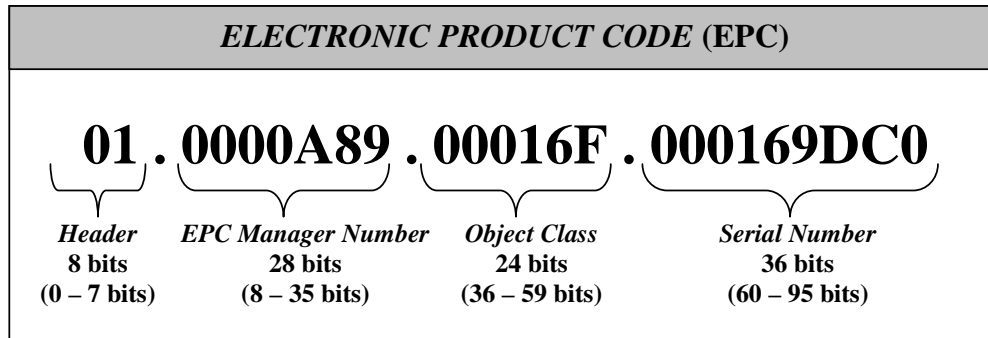 ELECTRONIC PRODUCT CODE (EPC)
01 . 0000A89 . 00016F . 000169DC0
Header EPC Manager Number Object Class Serial Number
8 bits 28 bits 24 bits 36 bits
(0 – 7 bits) (8 – 35 bits) (36 – 59 bits) (60 – 95 bits)